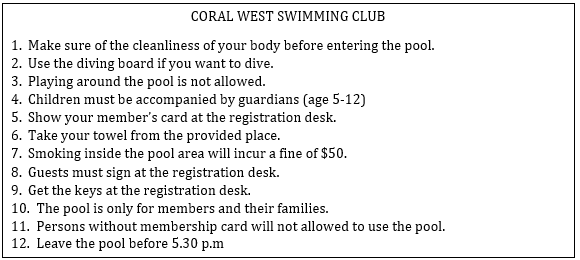 CORAL WEST SWIMMING CLUB
1. Make sure of the cleanliness of your body before entering the pool.
2. Use the diving board if you want to dive.
3. Playing around the pool is not allowed.
4. Children must be accompanied by guardians (age 5-12)
5. Show your member's card at the registration desk.
6. Take your towel from the provided place.
7. Smoking inside the pool area will incur a fine of $50.
8. Guests must sign at the registration desk.
9. Get the keys at the registration desk.
10. The pool is only for members and their families.
11. Persons without membership card will not allowed to use the pool.
12. Leave the pool before 5.30 p.m